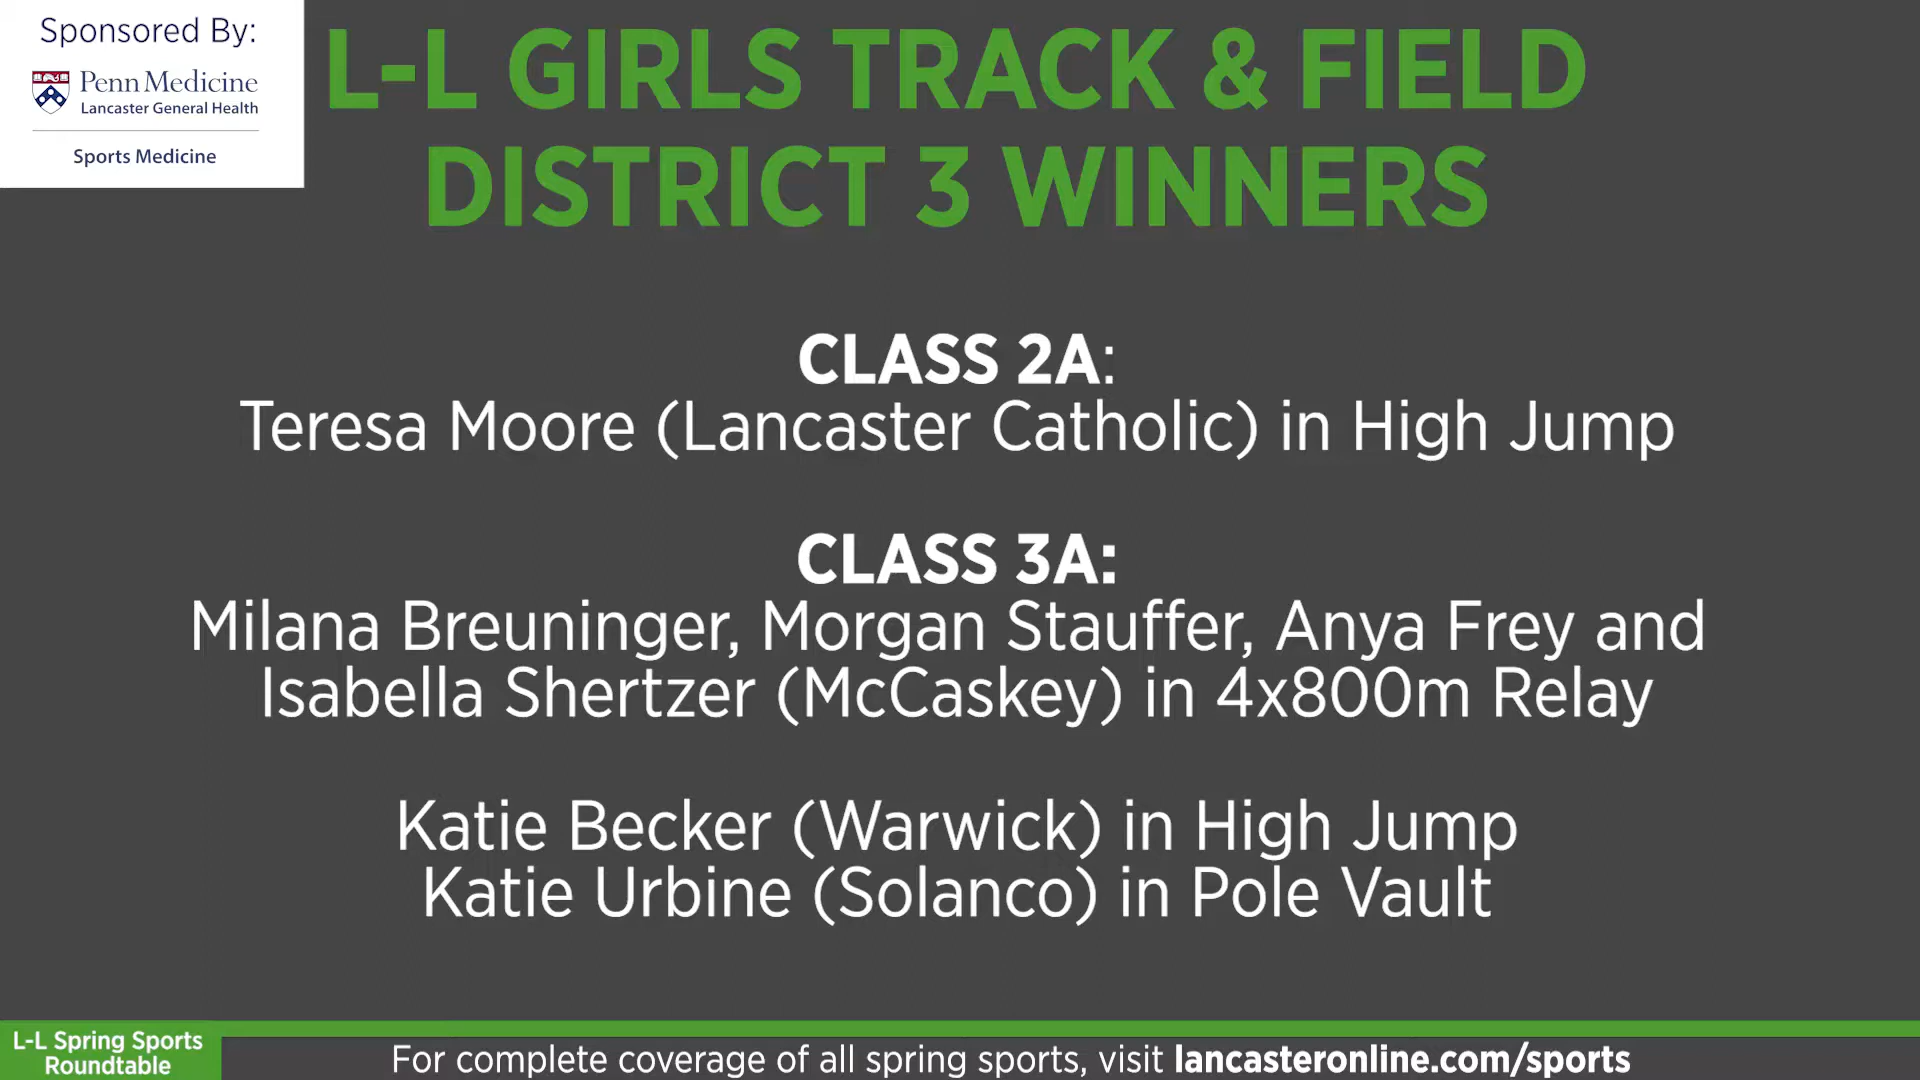 Sponsored By:
Penn Medicine
Lancaster General Health
Sports Medicine
L-L GIRLS TRACK & FIELD
DISTRICT 3 WINNERS
CLASS 2A:
Teresa Moore (Lancaster Catholic) in High Jump
CLASS 3A:
Milana Breuninger, Morgan Stauffer, Anya Frey and
Isabella Shertzer (McCaskey) in 4x800m Relay
Katie Becker (Warwick) in High Jump
Katie Urbine (Solanco) in Pole Vault
L-L Spring Sports
Roundtable
For complete coverage of all spring sports, visit lancasteronline.com/sports